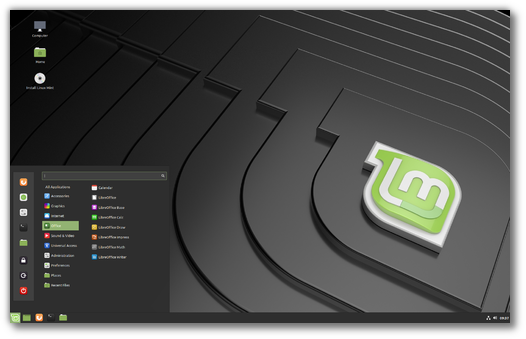 Computer
Home
Install Linux Mint
All Applications
Accessories
Graphics
Internet
Office
Sound & Video
Universal Access
Administration
Preferences
Places
Recent Files
Calendar
LibreOffice
LibreOffice Base
LibreOffice Calc
LibreOffice Draw
LibreOffice Impress
LibreOffice Math
LibreOffice Writer